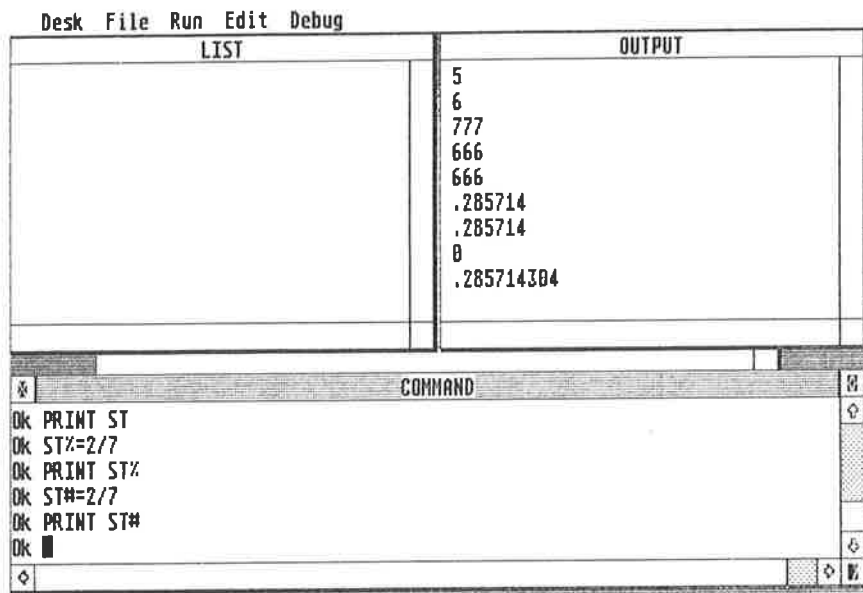 Desk File Run Edit Debug
LIST
OUTPUT
5
6
777
666
666
.285714
.285714
0
.285714304
COMMAND
Ok PRINT ST
Ok ST%=2/7
Ok PRINT ST%
Ok ST#=2/7
Ok PRINT ST#
Ok